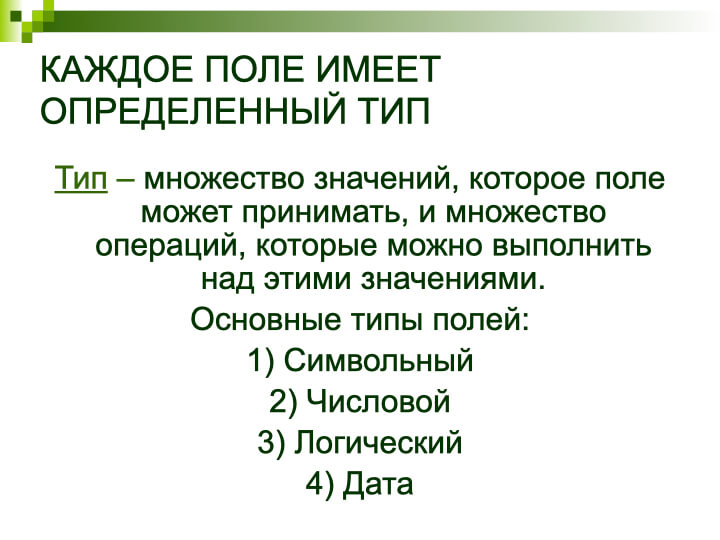 КАЖДОЕ ПОЛЕ ИМЕЕТ
ОПРЕДЕЛЕННЫЙ ТИП
Тип – множество значений, которое поле
может принимать, и множество
операций, которые можно выполнить
над этими значениями.
Основные типы полей:
1) Символьный
2) Числовой
3) Логический
4) Дата